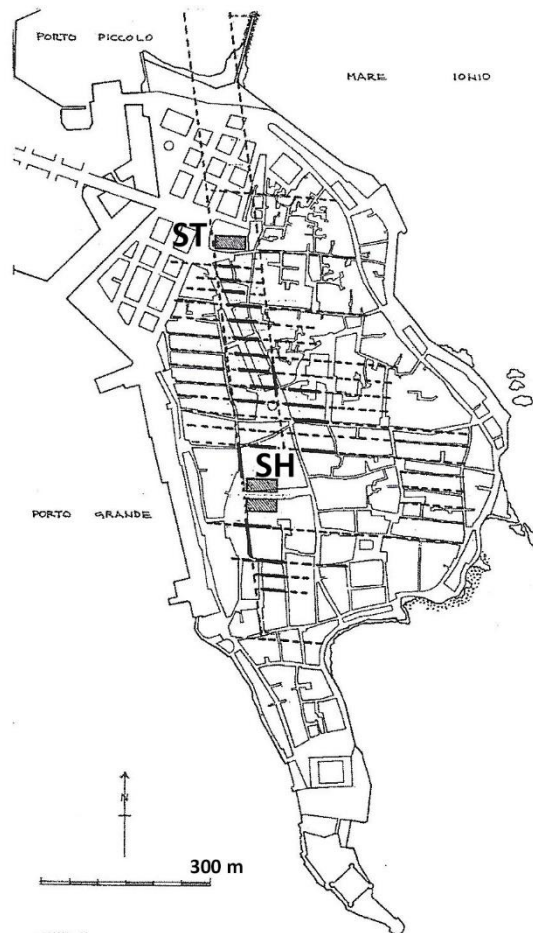 PORTO PICCOLO
MARE IONIO
ST
SH
PORTO GRANDE
N
300 m